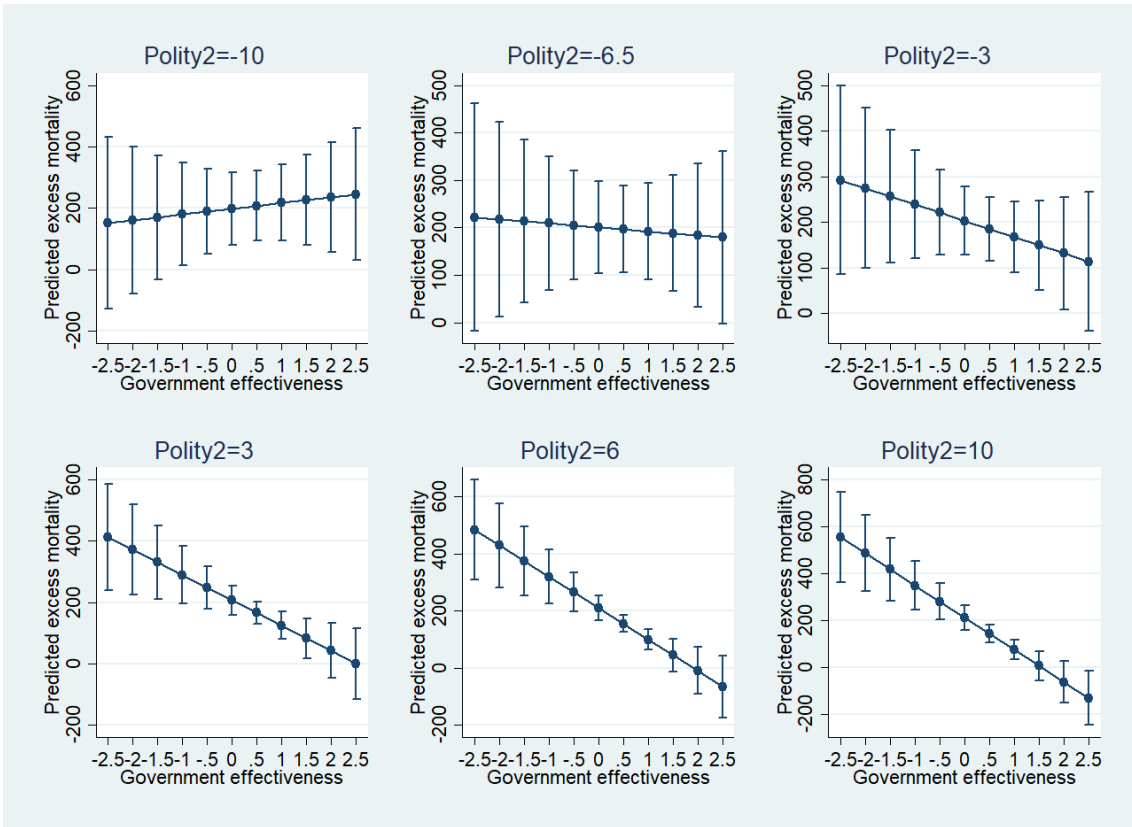 Polity2=-10
Predicted excess mortality
600
400
200
0
-200
-2.5-2-1.5-1-.5 0 .5 1 1.5 2 2.5
Government effectiveness
Polity2=-6.5
Predicted excess mortality
500
400
300
200
100
0
-2.5-2-1.5-1-.5 0 .5 1 1.5 2 2.5
Government effectiveness
Polity2=-3
Predicted excess mortality
500
400
300
200
100
0
-2.5-2-1.5-1-.5 0 .5 1 1.5 2 2.5
Government effectiveness
Polity2=3
Predicted excess mortality
600
400
200
0
-200
-2.5-2-1.5-1-.5 0 .5 1 1.5 2 2.5
Government effectiveness
Polity2=6
Predicted excess mortality
600
400
200
0
-200
-2.5-2-1.5-1-.5 0 .5 1 1.5 2 2.5
Government effectiveness
Polity2=10
Predicted excess mortality
800
600
400
200
0
-200
-2.5-2-1.5-1-.5 0 .5 1 1.5 2 2.5
Government effectiveness